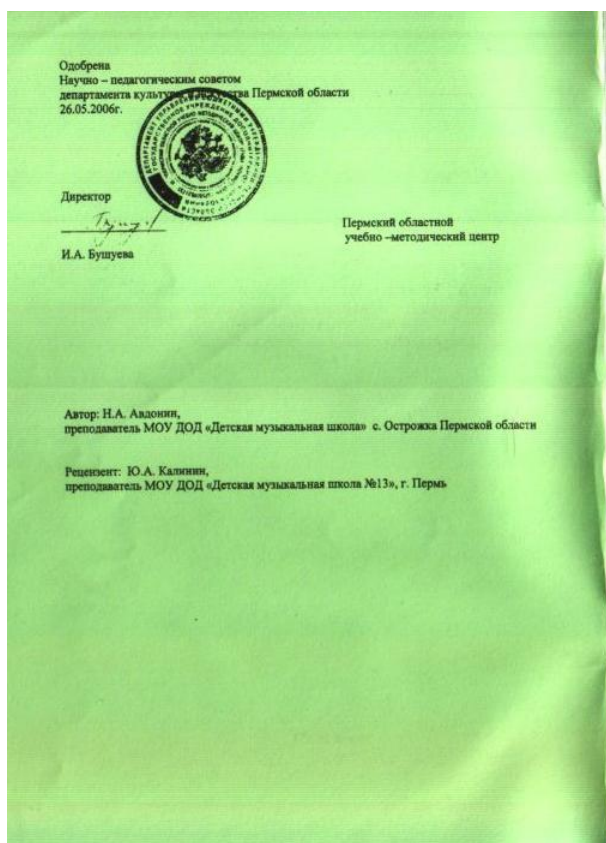 Одобрена
Научно – педагогическим советом
департамента культуры и искусства Пермской области
26.05.2006г.
Директор
Пермский областной
учебно –методический центр
И.А. Бушуева
Автор: Н.А. Авдонин,
преподаватель МОУ ДОД «Детская музыкальная школа» с. Острожка Пермской области
Рецензент: Ю.А. Калинин,
преподаватель МОУ ДОД «Детская музыкальная школа №13», г. Пермь